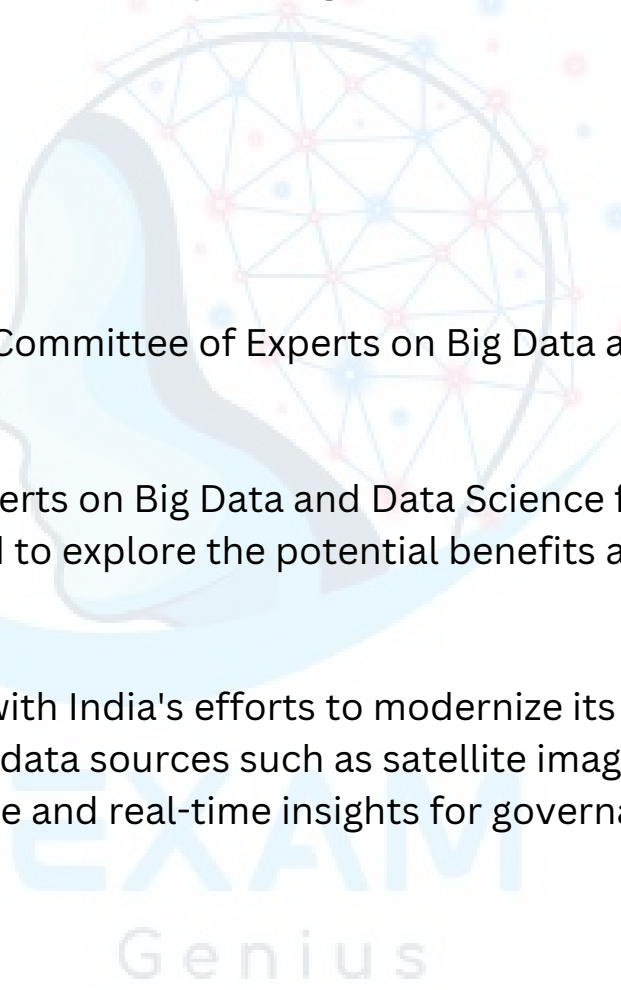 Committee of Experts on Big Data a
erts on Big Data and Data Science f
to explore the potential benefits a
with India's efforts to modernize its
data sources such as satellite imag
e and real-time insights for governa
EXAM
Genius